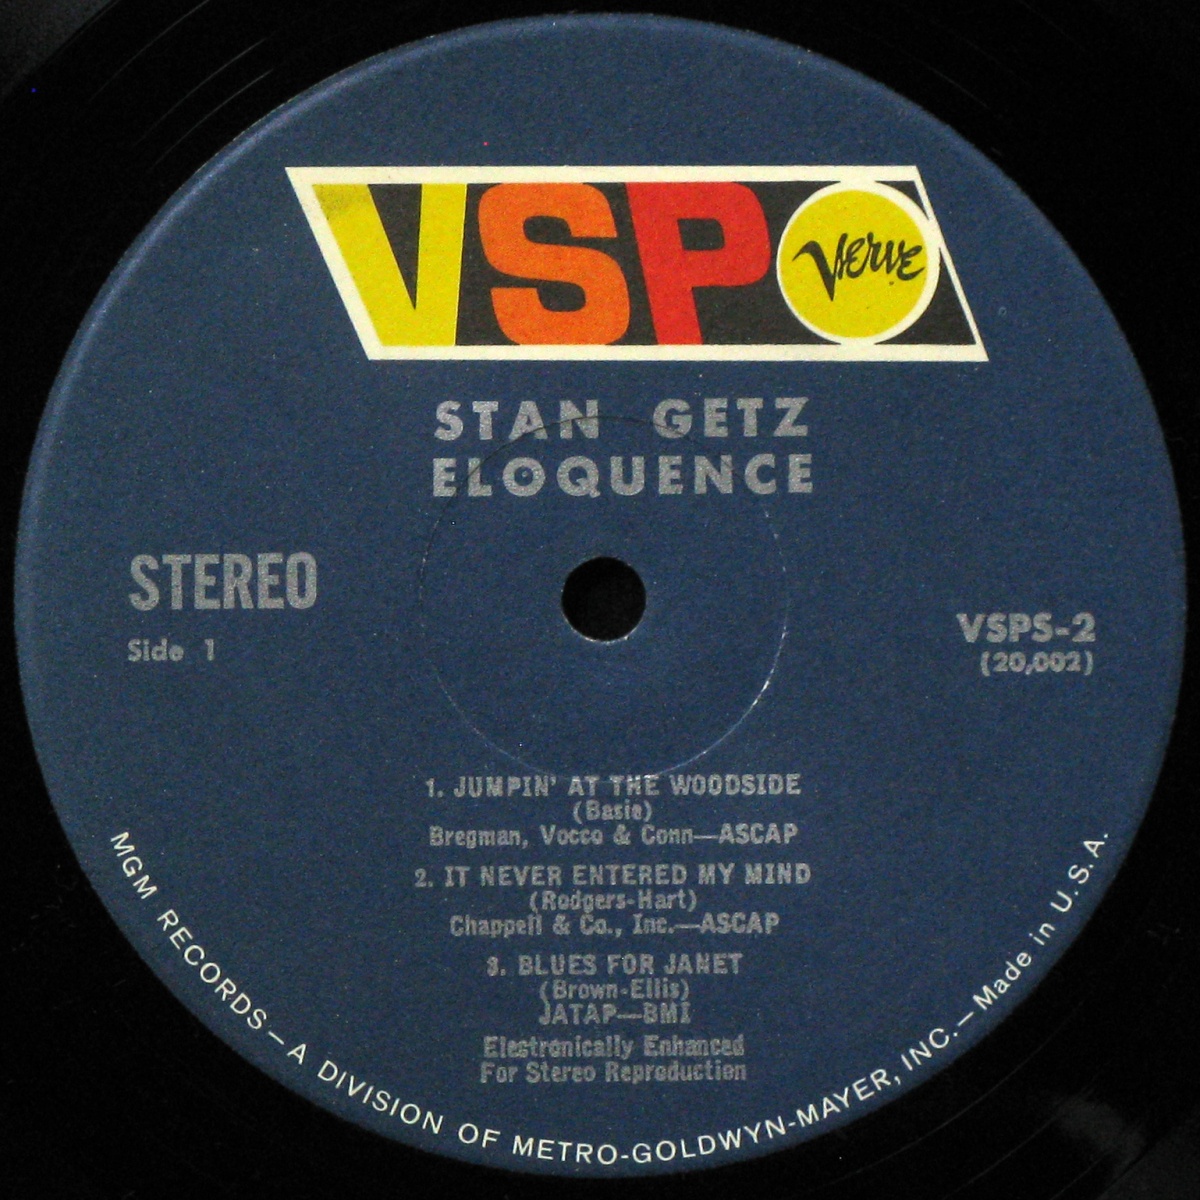 VSP
Verve
STAN GETZ
ELOQUENCE
STEREO
Side 1
VSPS-2
(20,002)
1. JUMPIN' AT THE WOODSIDE
(Basie)
Bregman, Vocco & Conn—ASCAP
2. IT NEVER ENTERED MY MIND
(Rodgers-Hart)
Chappell & Co., Inc.—ASCAP
3. BLUES FOR JANET
(Brown-Ellis)
JATAP—BMI
Electronically Enhanced
For Stereo Reproduction
MGM RECORDS — A DIVISION OF METRO-GOLDWYN-MAYER, INC. — Made in U.S.A.